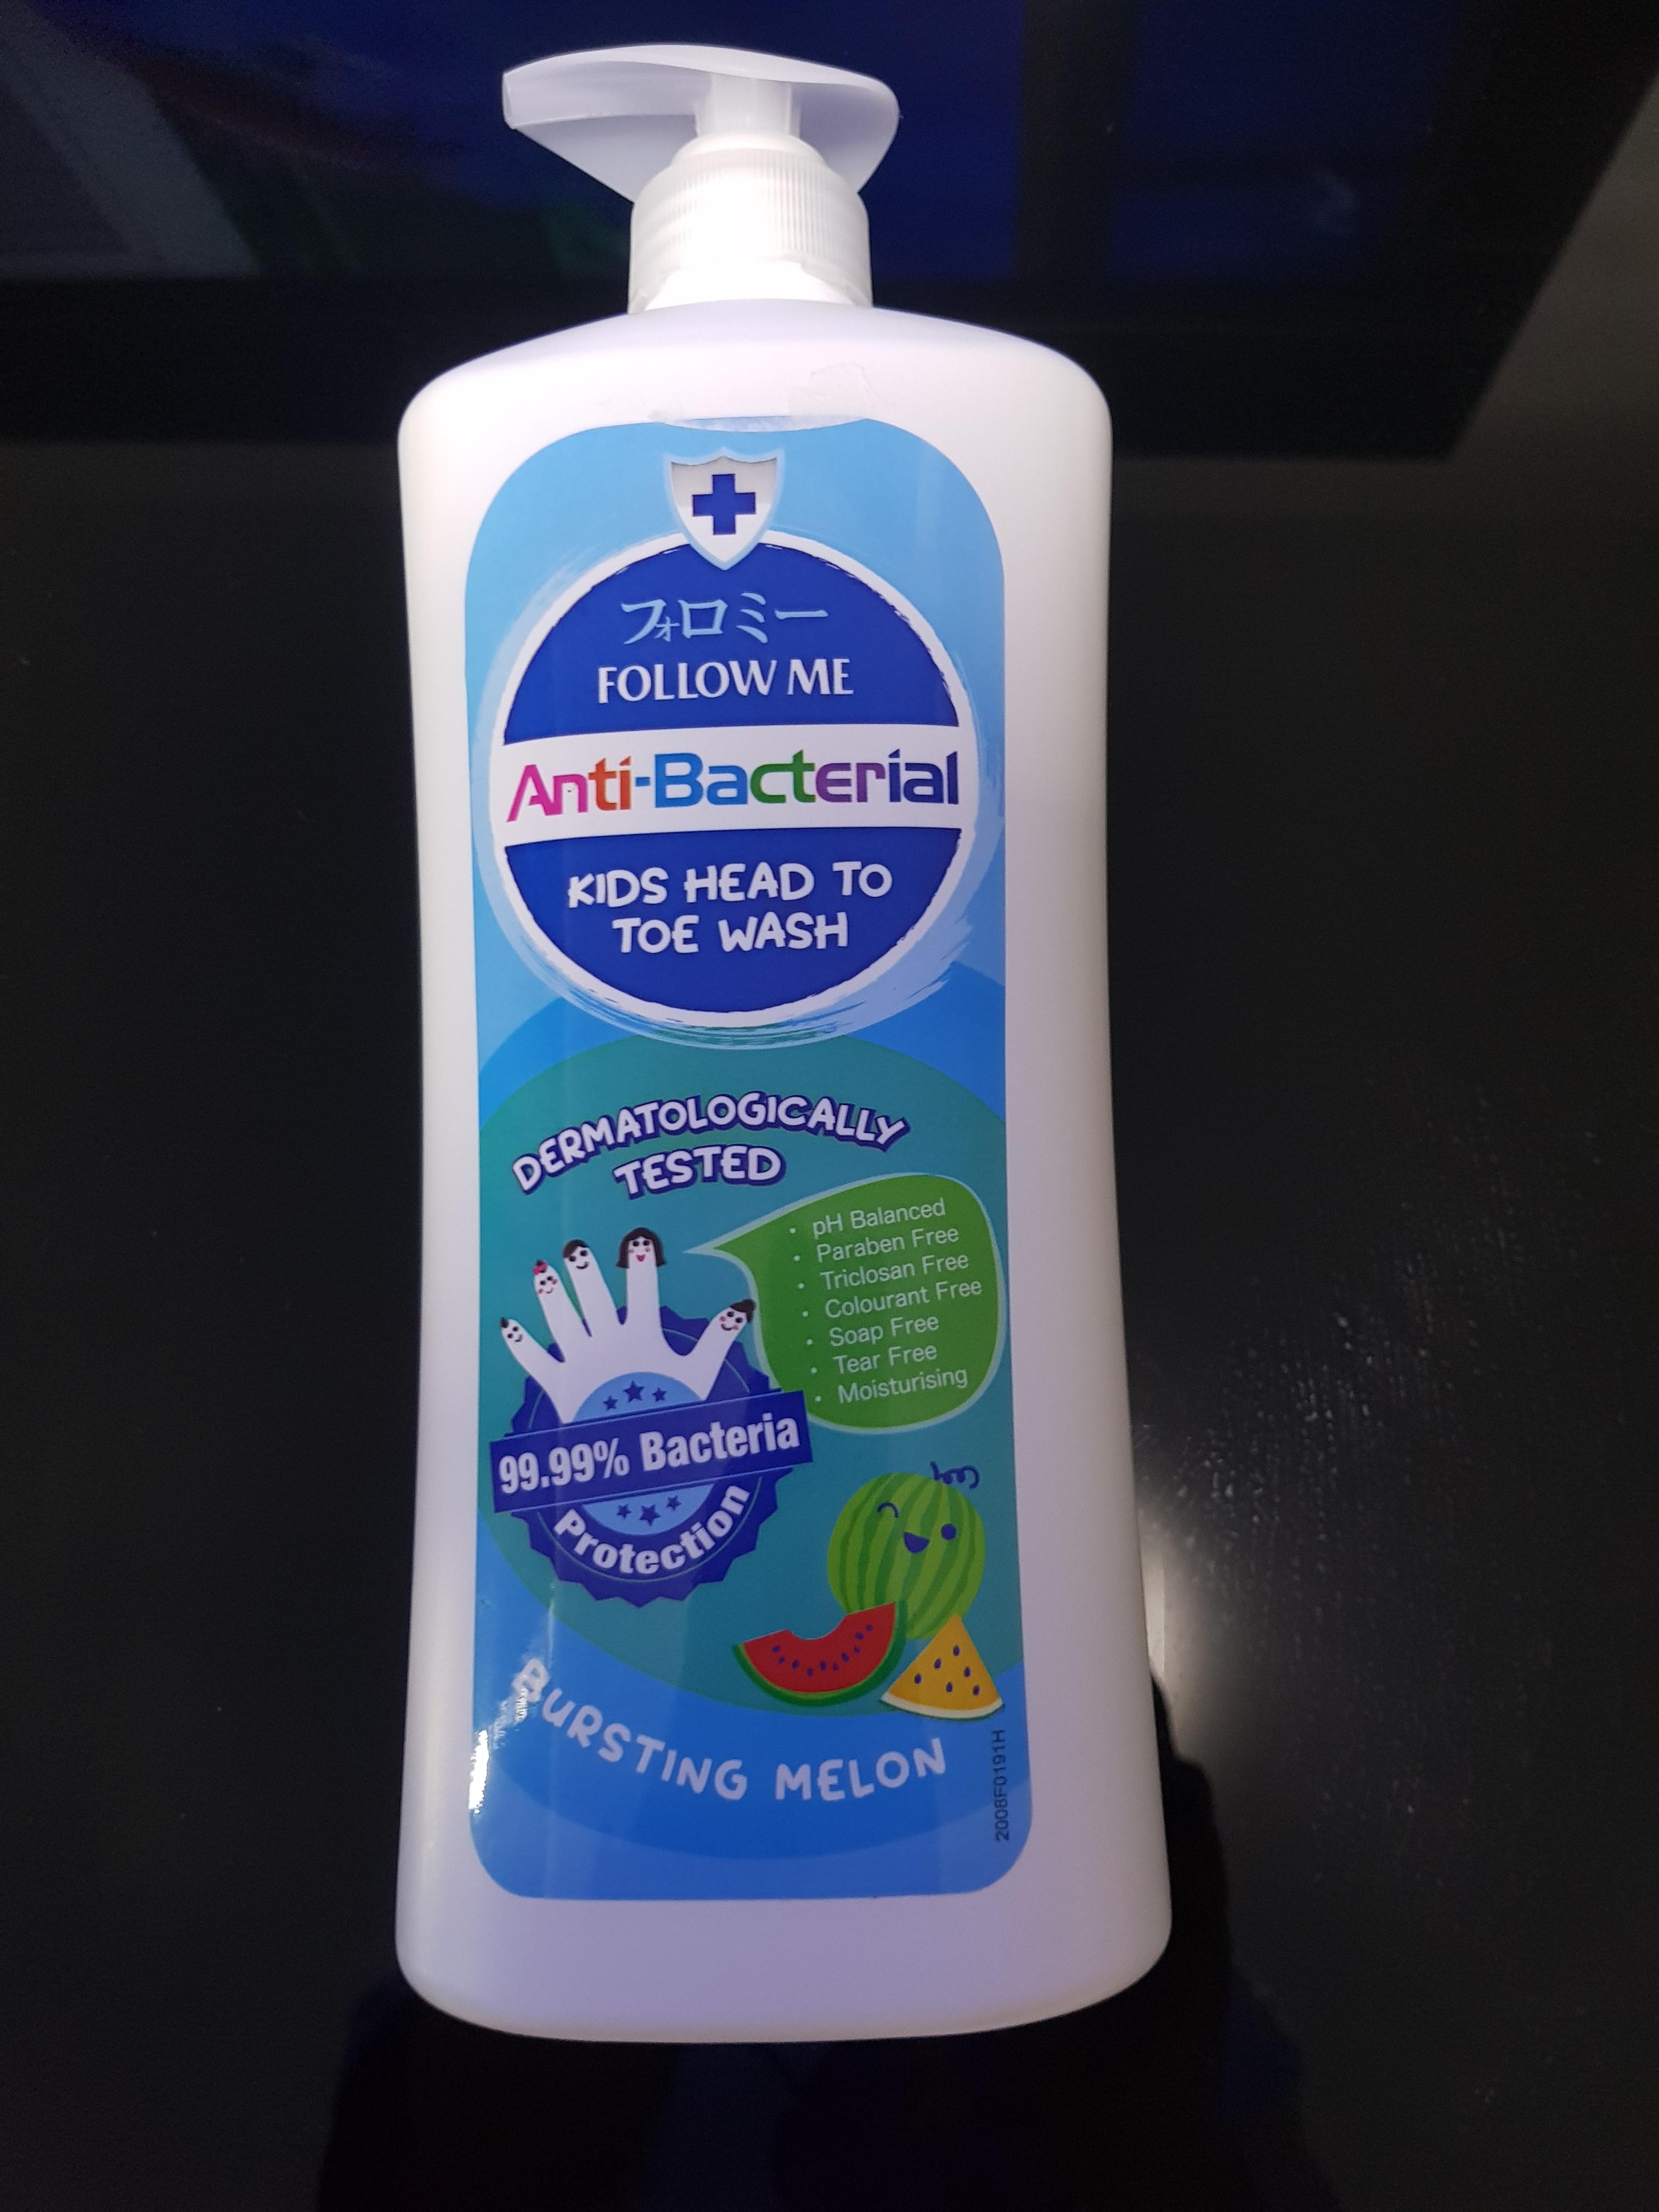 フォロミー
FOLLOW ME
Anti-Bacterial
KIDS HEAD TO
TOE WASH
DERMATOLOGICALLY
TESTED
• pH Balanced
• Paraben Free
• Triclosan Free
• Colourant Free
• Soap Free
• Tear Free
• Moisturising
99.99% Bacteria
Protection
BURSTING MELON
2008F0191H